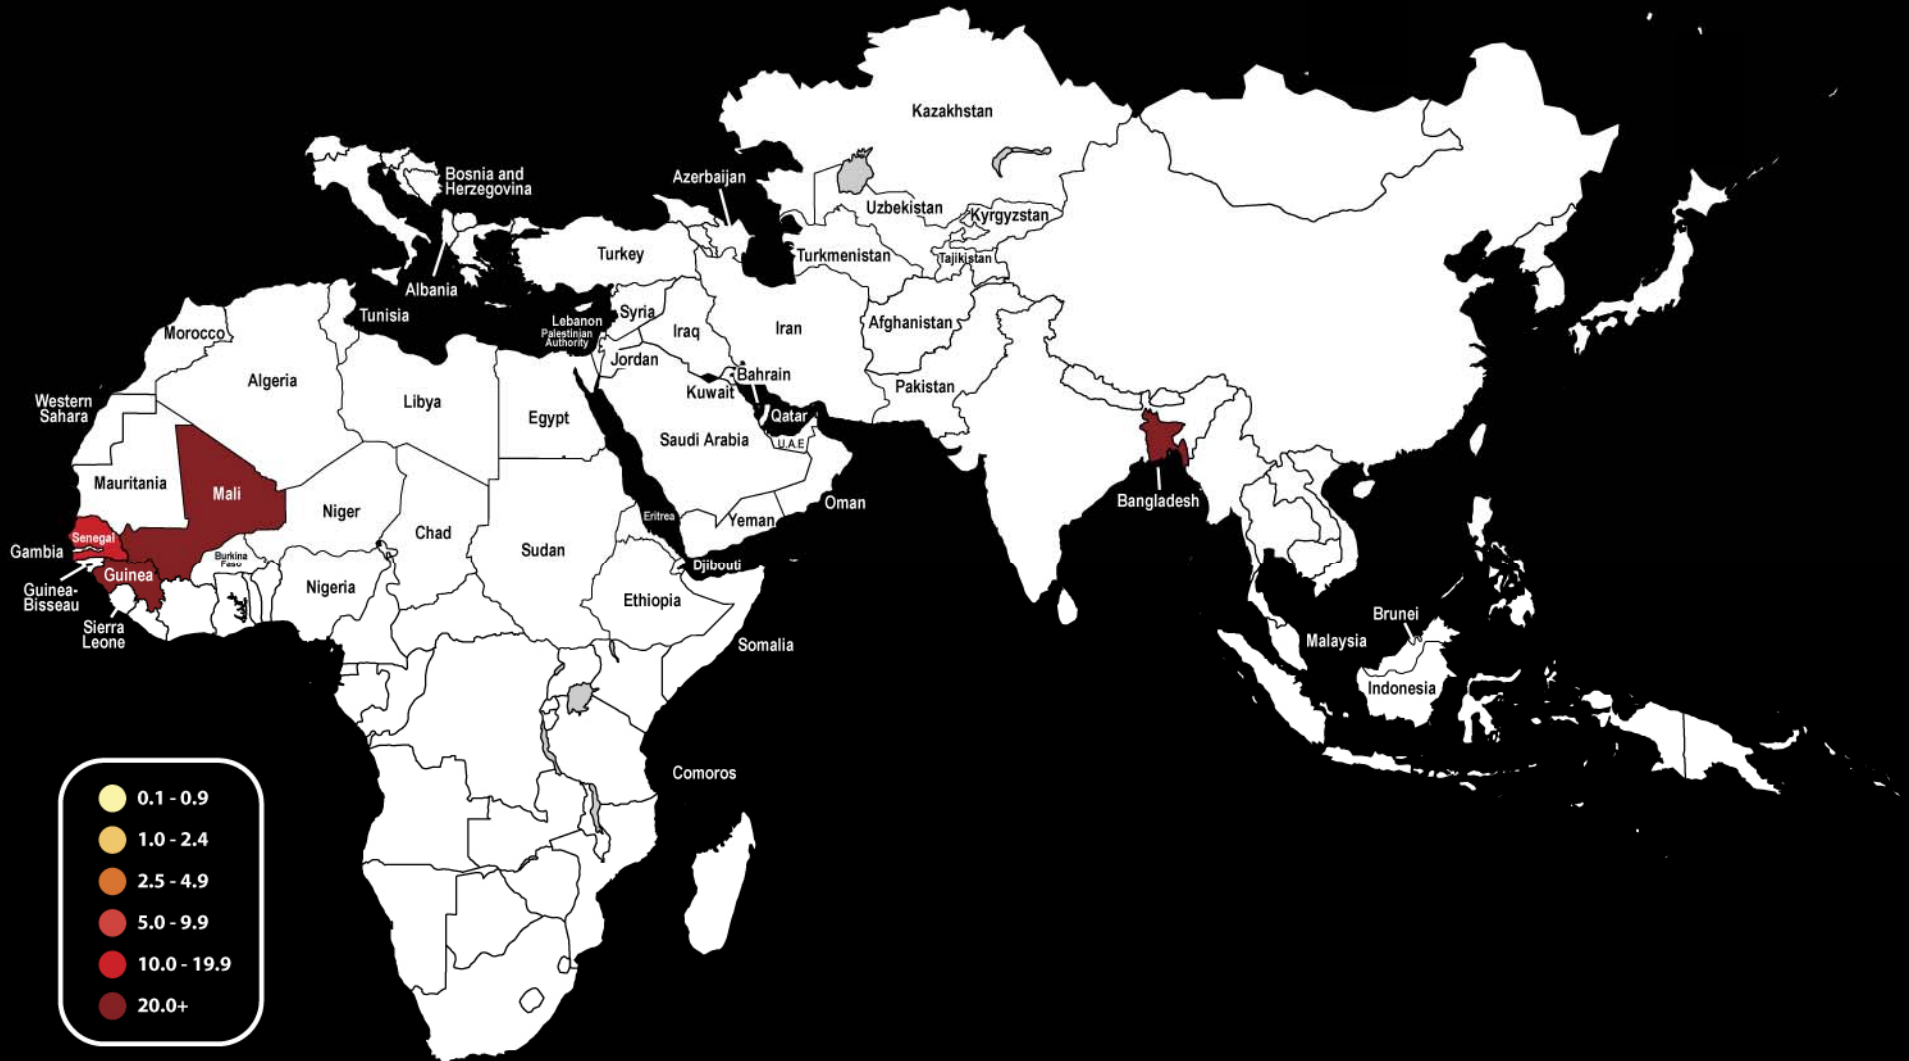 Kazakhstan
Bosnia and
Herzegovina
Azerbaijan
Uzbekistan
Kyrgyzstan
Turkey
Turkmenistan
Tajikistan
Albania
Tunisia
Syria
Lebanon
Palestinian
Authority
Iraq
Iran
Afghanistan
Morocco
Jordan
Algeria
Bahrain
Kuwait
Pakistan
Western
Sahara
Libya
Egypt
Qatar
Saudi Arabia
U.A.E
Mauritania
Mali
Niger
Oman
Bangladesh
Eritrea
Yemen
Chad
Senegal
Sudan
Gambia
Burkina
Faso
Djibouti
Guinea
Nigeria
Guinea-
Bissau
Ethiopia
Sierra
Leone
Somalia
Brunei
Malaysia
Indonesia
Comoros
0.1 - 0.9
1.0 - 2.4
2.5 - 4.9
5.0 - 9.9
10.0 - 19.9
20.0+